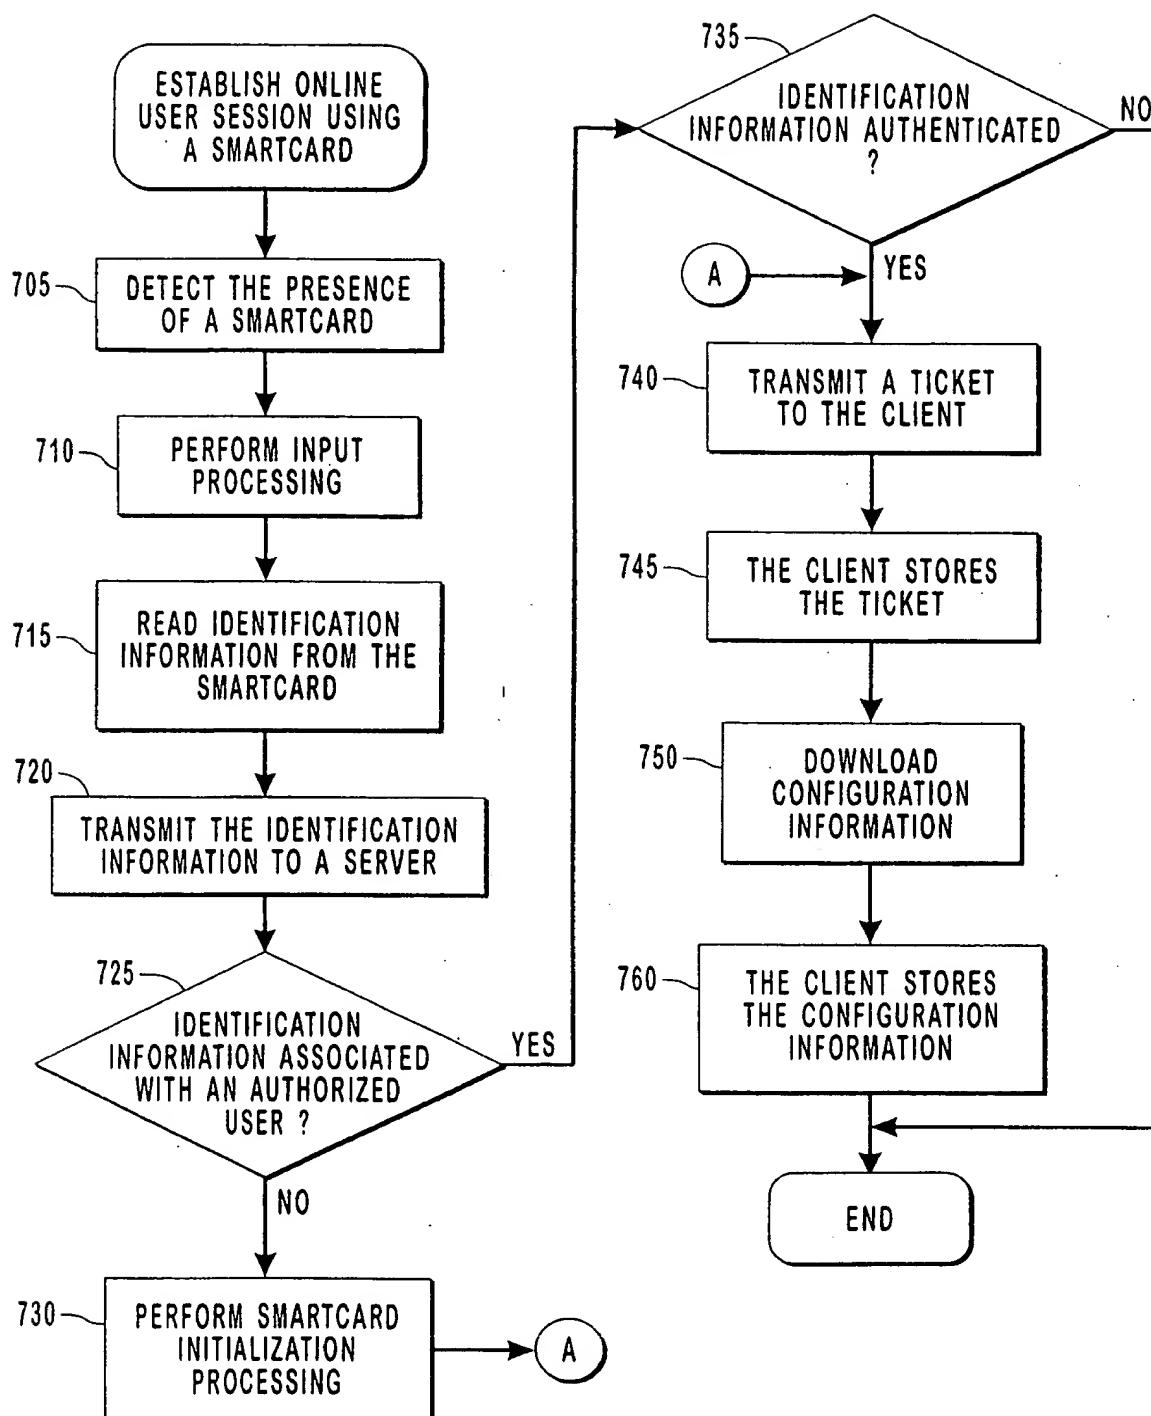 ESTABLISH ONLINE
USER SESSION USING
A SMARTCARD
705
DETECT THE PRESENCE
OF A SMARTCARD
710
PERFORM INPUT
PROCESSING
715
READ IDENTIFICATION
INFORMATION FROM THE
SMARTCARD
720
TRANSMIT THE IDENTIFICATION
INFORMATION TO A SERVER
725
IDENTIFICATION
INFORMATION ASSOCIATED
WITH AN AUTHORIZED
USER ?
YES
NO
730
PERFORM SMARTCARD
INITIALIZATION
PROCESSING
A
735
IDENTIFICATION
INFORMATION AUTHENTICATED
?
NO
A
YES
740
TRANSMIT A TICKET
TO THE CLIENT
745
THE CLIENT STORES
THE TICKET
750
DOWNLOAD
CONFIGURATION
INFORMATION
760
THE CLIENT STORES
THE CONFIGURATION
INFORMATION
END